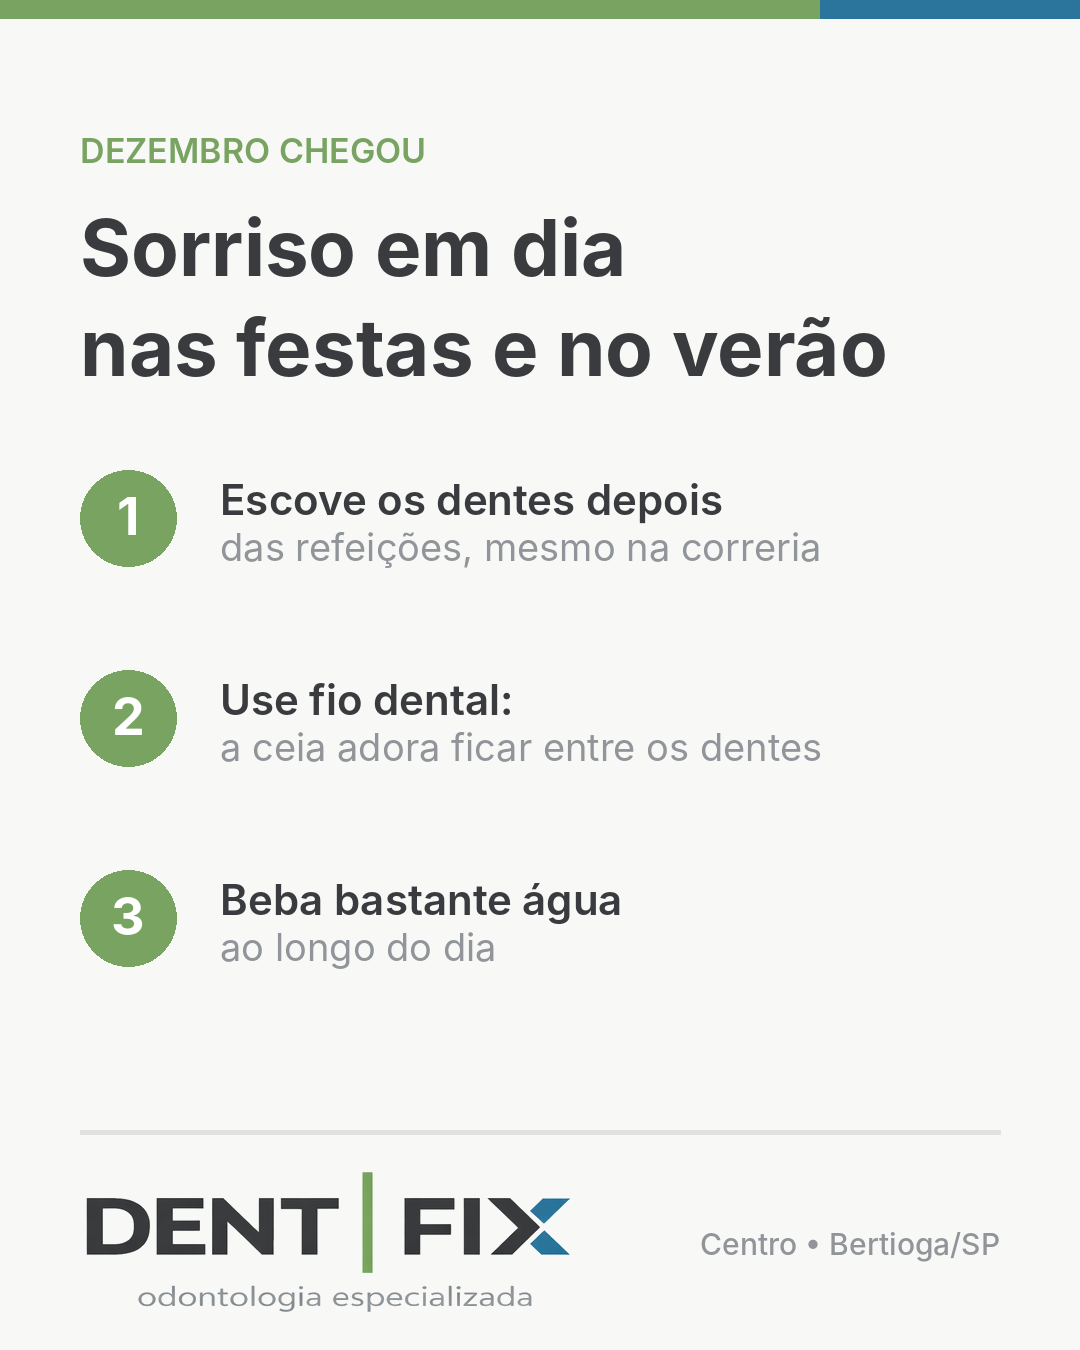 DEZEMBRO CHEGOU
Sorriso em dia
nas festas e no verão
1
Escove os dentes depois
das refeições, mesmo na correria
2
Use fio dental:
a ceia adora ficar entre os dentes
3
Beba bastante água
ao longo do dia
DENT | FIX
odontologia especializada
Centro • Bertioga/SP